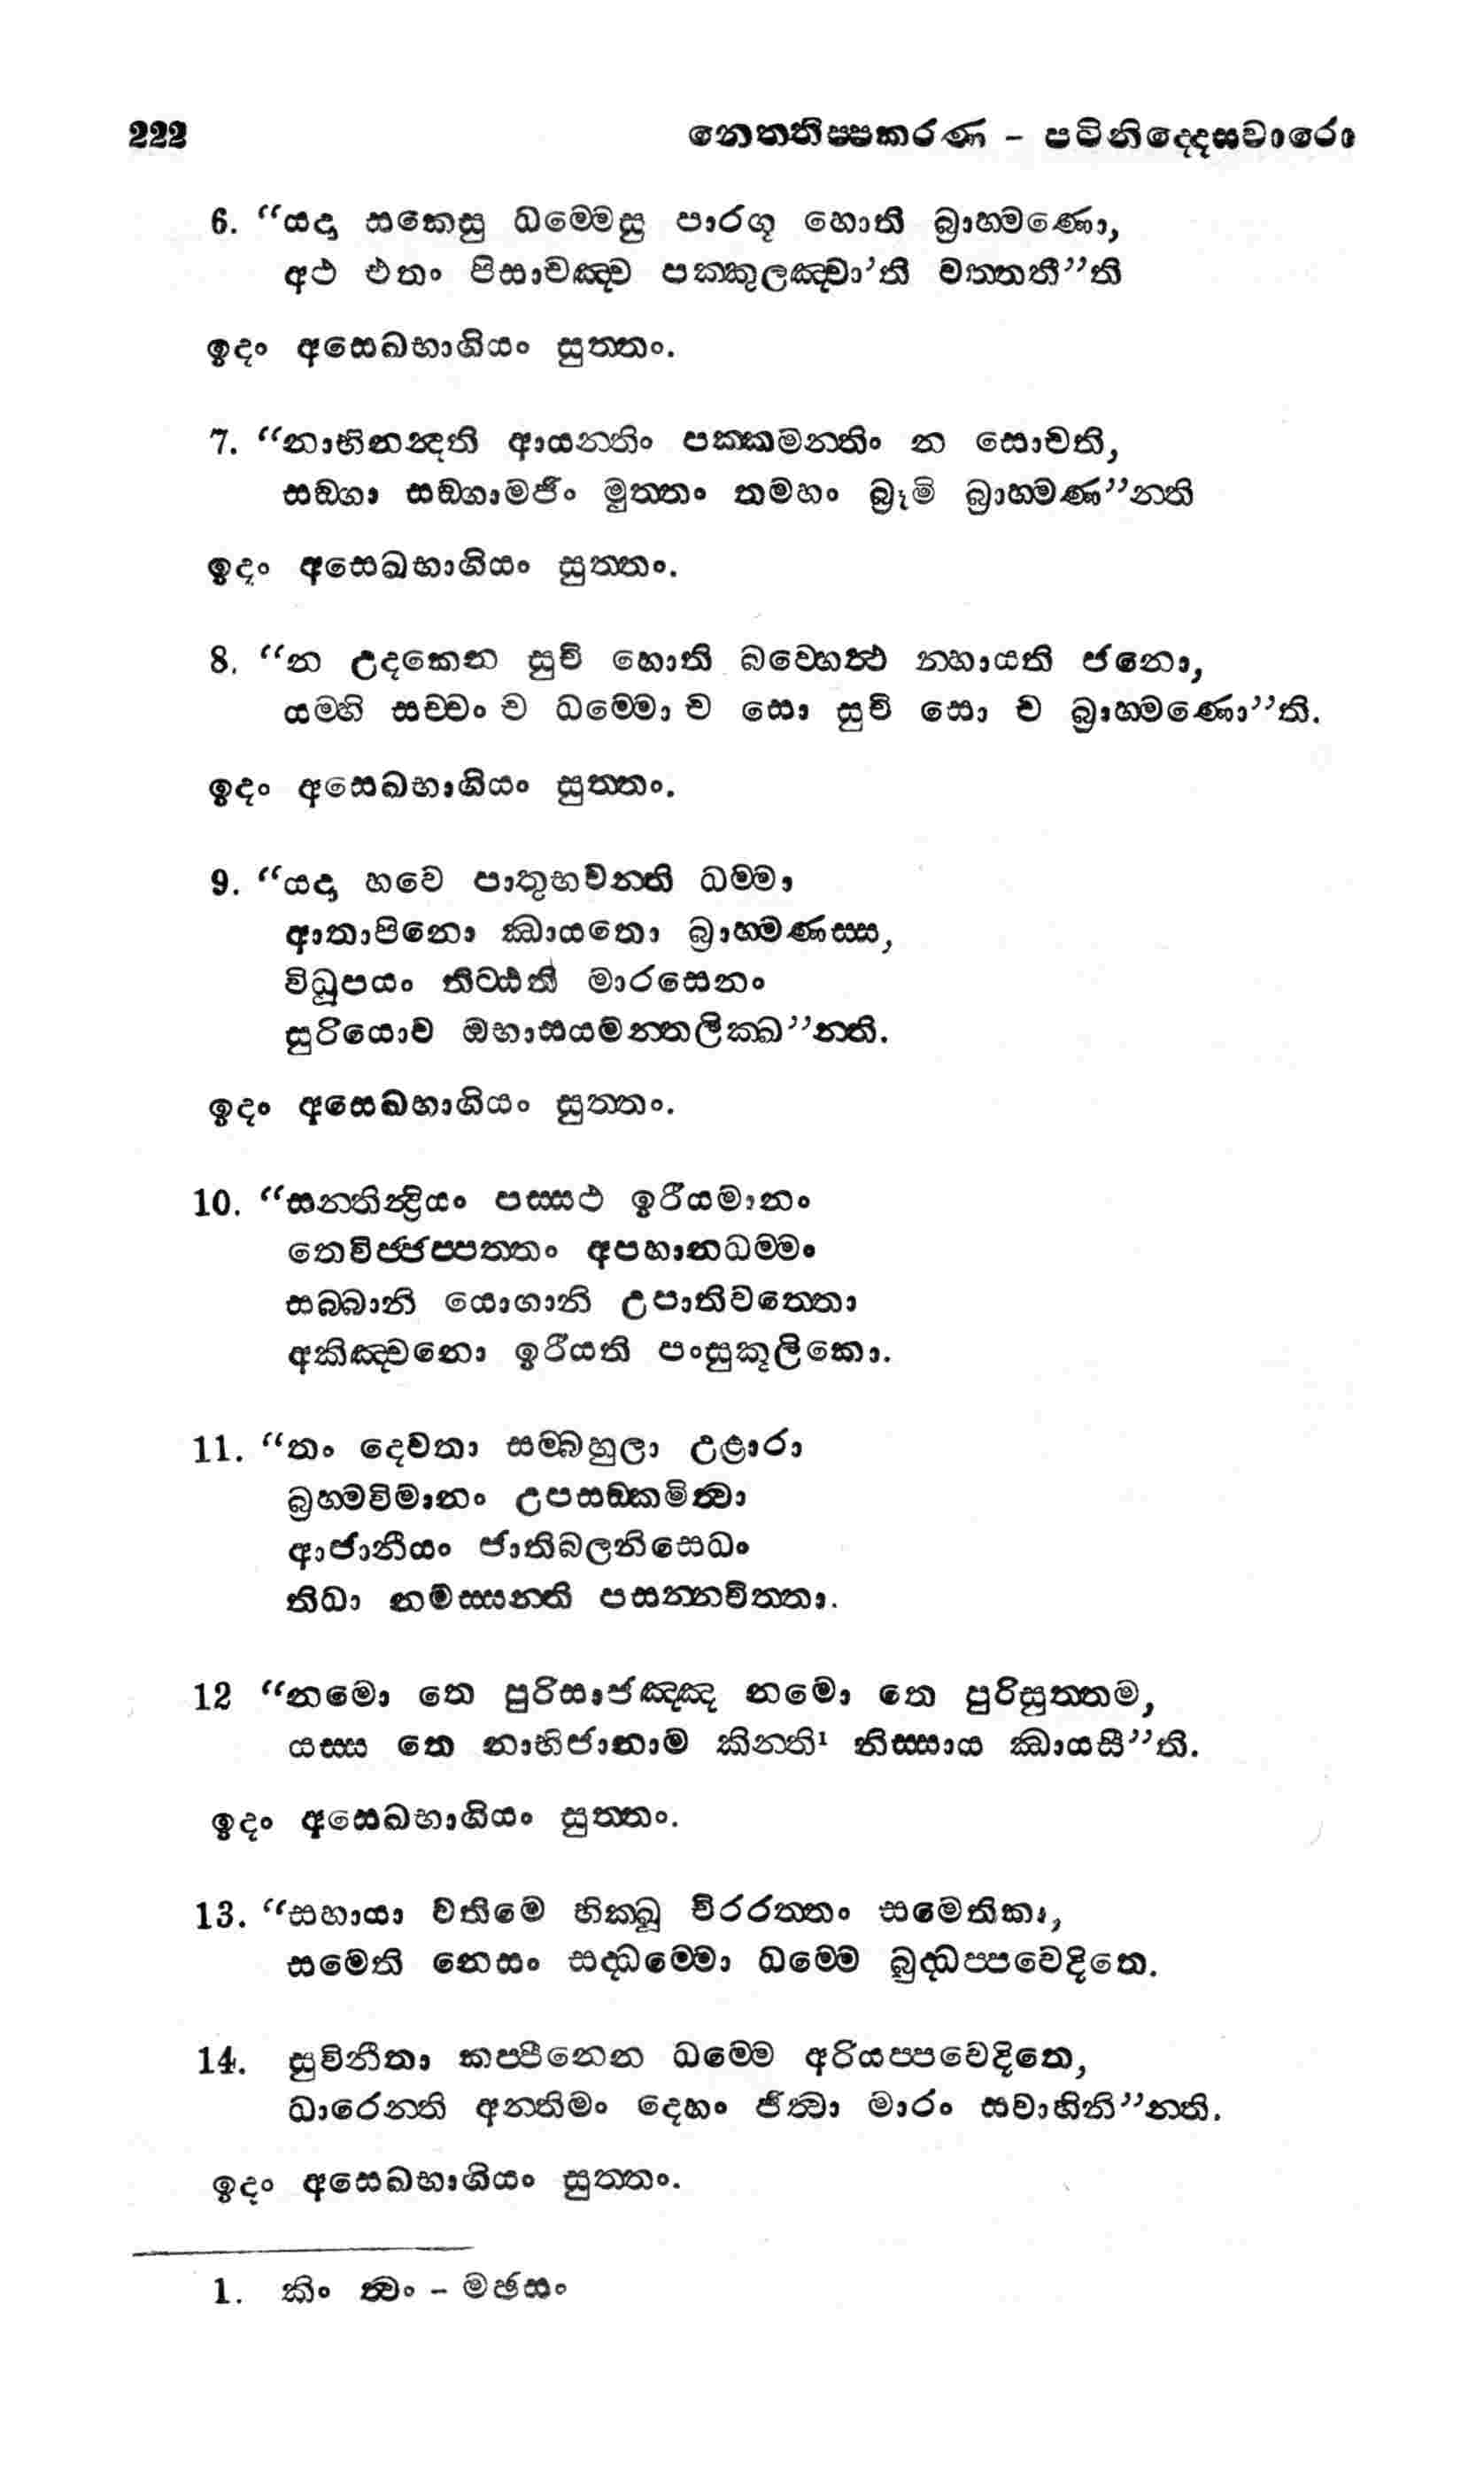 222 නෙත්තිප්පකරණ – පටිනිද්දෙසවාරො
6. “යදා සකෙසු ධම්මෙසු පාරගූ හොති බ්‍රාහ්මණො,
අථ එතං පිසාචඤ්ච පක්කුලඤ්චා’ති වත්තතී”ති
ඉදං අසෙඛභාගියං සුත්තං.
7. “නාභිනන්දති ආයන්තිං පක්කමන්තිං න සොචති,
සඞ්ගා සඞ්ගාමජිං මුත්තං තමහං බ්‍රූමි බ්‍රාහ්මණ”න්ති
ඉදං අසෙඛභාගියං සුත්තං.
8. “න උදකෙන සුචි හොති බව්හෙත්ථ න්හායති ජනො,
යම්හි සච්චං ච ධම්මො ච සො සුචි සො ච බ්‍රාහ්මණො”ති.
ඉදං අසෙඛභාගියං සුත්තං.
9. “යදා හවෙ පාතුභවන්ති ධම්මා
ආතාපිනො ඣායතො බ්‍රාහ්මණස්ස,
විධූපයං තිට්ඨති මාරසෙනං
සුරියොව ඔභාසයමන්තලික්ඛ”න්ති.
ඉදං අසෙඛභාගියං සුත්තං.
10. “සන්තින්ද්‍රියං පස්සථ ඉරීයමානං
තෙවිජ්ජප්පත්තං අපහානධම්මං
සබ්බානි යොගානි උපාතිවත්තො
අකිඤ්චනො ඉරීයති පංසුකූලිකො.
11. “තං දෙවතා සම්බහුලා උළාරා
බ්‍රහ්මවිමානං උපසඞ්කමිත්වා
ආජානීයං ජාතිබලනිසෙධං
තිධා නමස්සන්ති පසන්නචිත්තා.
12 “නමො තෙ පුරිසාජඤ්ඤ නමො තෙ පුරිසුත්තම,
යස්ස තෙ නාභිජානාම කින්ති¹ නිස්සාය ඣායසී”ති.
ඉදං අසෙඛභාගියං සුත්තං.
13. “සහායා වතිමෙ භික්ඛූ චිරරත්තං සමෙතිකා,
සමෙති නෙසං සද්ධම්මො ධම්මෙ බුද්ධප්පවෙදිතෙ.
14. සුවිනීතා කප්පිනෙන ධම්මෙ අරියප්පවෙදිතෙ,
ධාරෙන්ති අන්තිමං දෙහං ජිත්වා මාරං සවාහිනි”න්ති.
ඉදං අසෙඛභාගියං සුත්තං.
1. කිං ත්වං – මඡසං